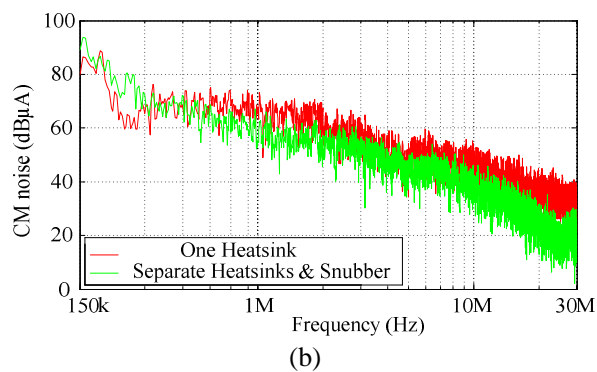 100
80
60
40
20
0
CM noise (dBµA)
One Heatsink
Separate Heatsinks & Snubber
150k 1M 10M 30M
Frequency (Hz)
(b)